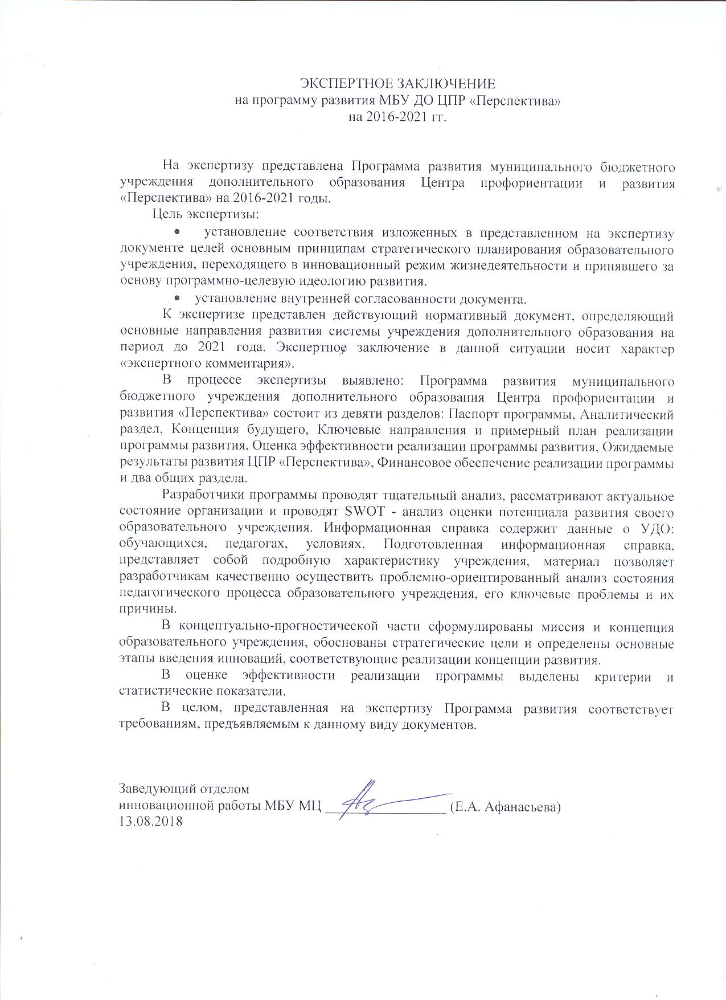 ЭКСПЕРТНОЕ ЗАКЛЮЧЕНИЕ
на программу развития МБУ ДО ЦПР «Перспектива»
на 2016-2021 гг.
На экспертизу представлена Программа развития муниципального бюджетного
учреждения дополнительного образования Центра профориентации и развития
«Перспектива» на 2016-2021 годы.
Цель экспертизы:
• установление соответствия изложенных в представленном на экспертизу
документе целей основным принципам стратегического планирования образовательного
учреждения, переходящего в инновационный режим жизнедеятельности и принявшего за
основу программно-целевую идеологию развития.
• установление внутренней согласованности документа.
К экспертизе представлен действующий нормативный документ, определяющий
основные направления развития системы учреждения дополнительного образования на
период до 2021 года. Экспертное заключение в данной ситуации носит характер
«экспертного комментария».
В процессе экспертизы выявлено: Программа развития муниципального
бюджетного учреждения дополнительного образования Центра профориентации и
развития «Перспектива» состоит из девяти разделов: Паспорт программы, Аналитический
раздел, Концепция будущего, Ключевые направления и примерный план реализации
программы развития, Оценка эффективности реализации программы развития, Ожидаемые
результаты развития ЦПР «Перспектива», Финансовое обеспечение реализации программы
и два общих раздела.
Разработчики программы проводят тщательный анализ, рассматривают актуальное
состояние организации и проводят SWOT - анализ оценки потенциала развития своего
образовательного учреждения. Информационная справка содержит данные о УДО:
обучающихся, педагогах, условиях. Подготовленная информационная справка,
представляет собой подробную характеристику учреждения, материал позволяет
разработчикам качественно осуществить проблемно-ориентированный анализ состояния
педагогического процесса образовательного учреждения, его ключевые проблемы и их
причины.
В концептуально-прогностической части сформулированы миссия и концепция
образовательного учреждения, обоснованы стратегические цели и определены основные
этапы введения инноваций, соответствующие реализации концепции развития.
В оценке эффективности реализации программы выделены критерии и
статистические показатели.
В целом, представленная на экспертизу Программа развития соответствует
требованиям, предъявляемым к данному виду документов.
Заведующий отделом
инновационной работы МБУ МЦ ________________ (Е.А. Афанасьева)
13.08.2018